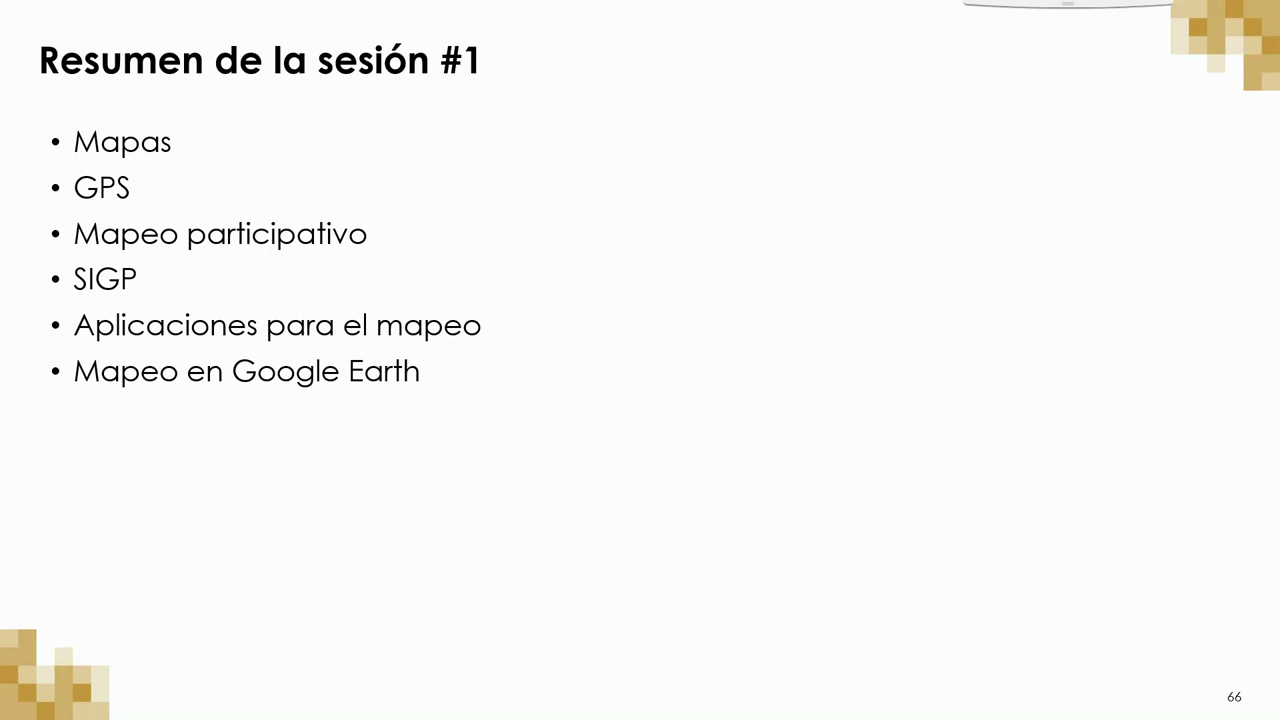 Resumen de la sesión #1
• Mapas
• GPS
• Mapeo participativo
• SIGP
• Aplicaciones para el mapeo
• Mapeo en Google Earth
66